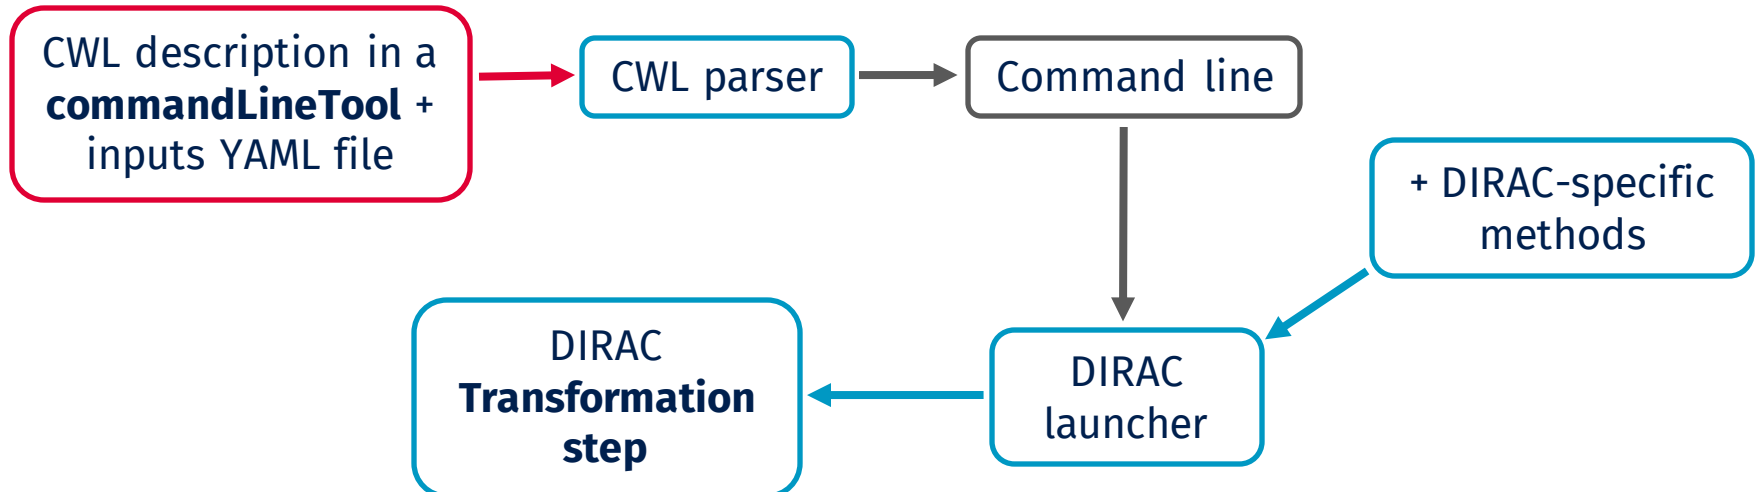 CWL description in a
commandLineTool +
inputs YAML file
CWL parser
Command line
+ DIRAC-specific
methods
DIRAC
launcher
DIRAC
Transformation
step